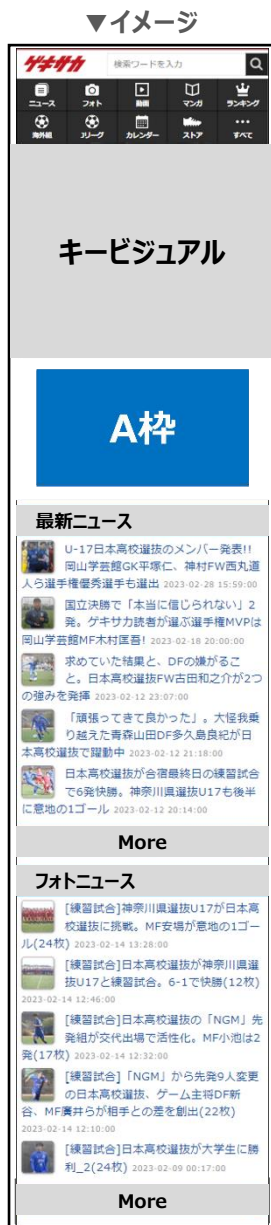 ▼イメージ
ゲキサカ
検索ワードを入力
ニュース フォト 動画 マンガ ランキング
海外組 Jリーグ カレンダー ストア すべて
キービジュアル
A枠
最新ニュース
U-17日本高校選抜のメンバー発表!!
岡山学芸館GK平塚仁、神村FW西丸道
人ら選手権優秀選手も選出 2023-02-28 15:59:00
国立決勝で「本当に信じられない」2
発。ゲキサカ読者が選ぶ選手権MVPは
岡山学芸館MF木村匡吾! 2023-02-18 20:00:00
求めていた結果と、DFの嫌がるこ
と。日本高校選抜FW古田和之介が2つ
の強みを発揮 2023-02-12 23:07:00
「頑張ってきて良かった」。大怪我乗
り越えた青森山田DF多久島良紀が日
本高校選抜で躍動中 2023-02-12 21:18:00
日本高校選抜が合宿最終日の練習試合
で6発快勝。神奈川県選抜U17も後半
に意地の1ゴール 2023-02-12 20:14:00
More
フォトニュース
[練習試合]神奈川県選抜U17が日本高
校選抜に挑戦。MF安場が意地の1ゴー
ル(24枚) 2023-02-14 13:28:00
[練習試合]日本高校選抜が神奈川県選
抜U17と練習試合。6-1で快勝(12枚)
2023-02-14 12:46:00
[練習試合]日本高校選抜の「NGM」先
発組が交代出場で活性化。MF小池は2
発(17枚) 2023-02-14 12:32:00
[練習試合]「NGM」から先発9人変更
の日本高校選抜、ゲーム主将DF新
谷、MF廣井らが相手との差を創出(22枚)
2023-02-14 12:10:00
[練習試合]日本高校選抜が大学生に勝
利_2(24枚) 2023-02-09 00:17:00
More